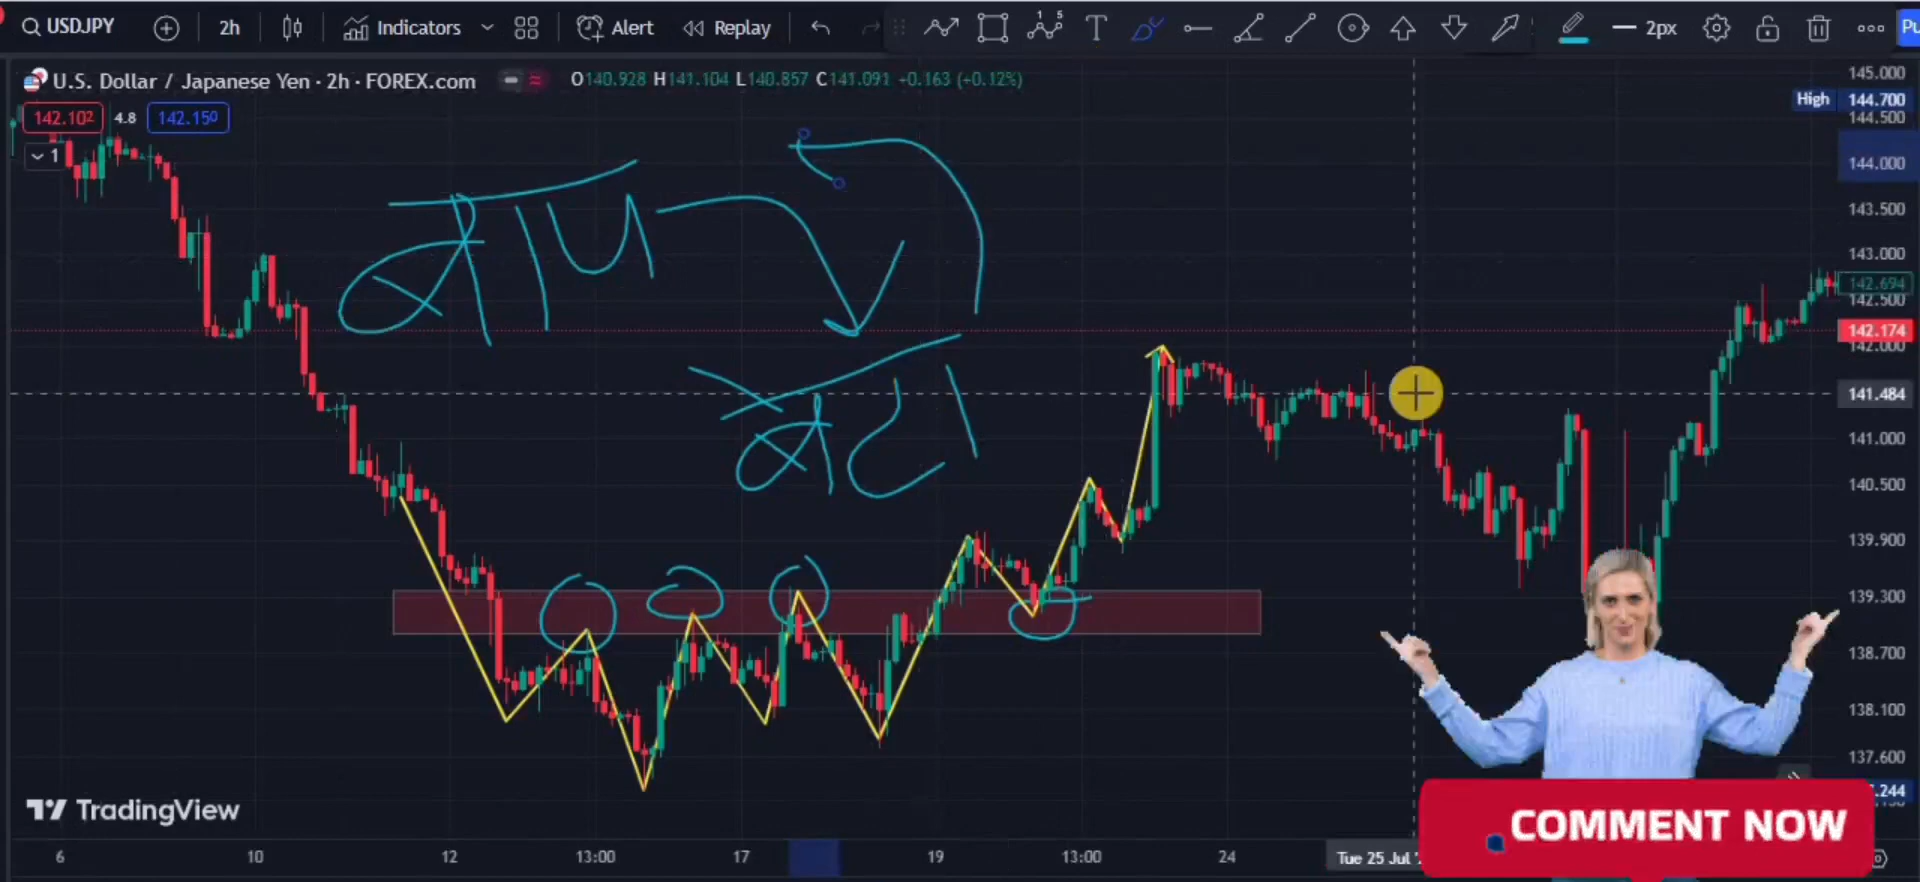 USDJPY 2h Indicators Alert Replay 2px Pu
U.S. Dollar / Japanese Yen · 2h · FOREX.com O140.928 H141.104 L140.857 C141.091 +0.163 (+0.12%)
142.102 4.8 142.150
1
बाप
बेटा
145.000
High 144.700
144.500
144.000
143.500
143.000
142.694
142.500
142.174
142.000
141.484
141.000
140.500
139.900
139.300
138.700
138.100
137.600
.244
TradingView
COMMENT NOW
6 10 12 13:00 17 19 13:00 24 Tue 25 Jul '